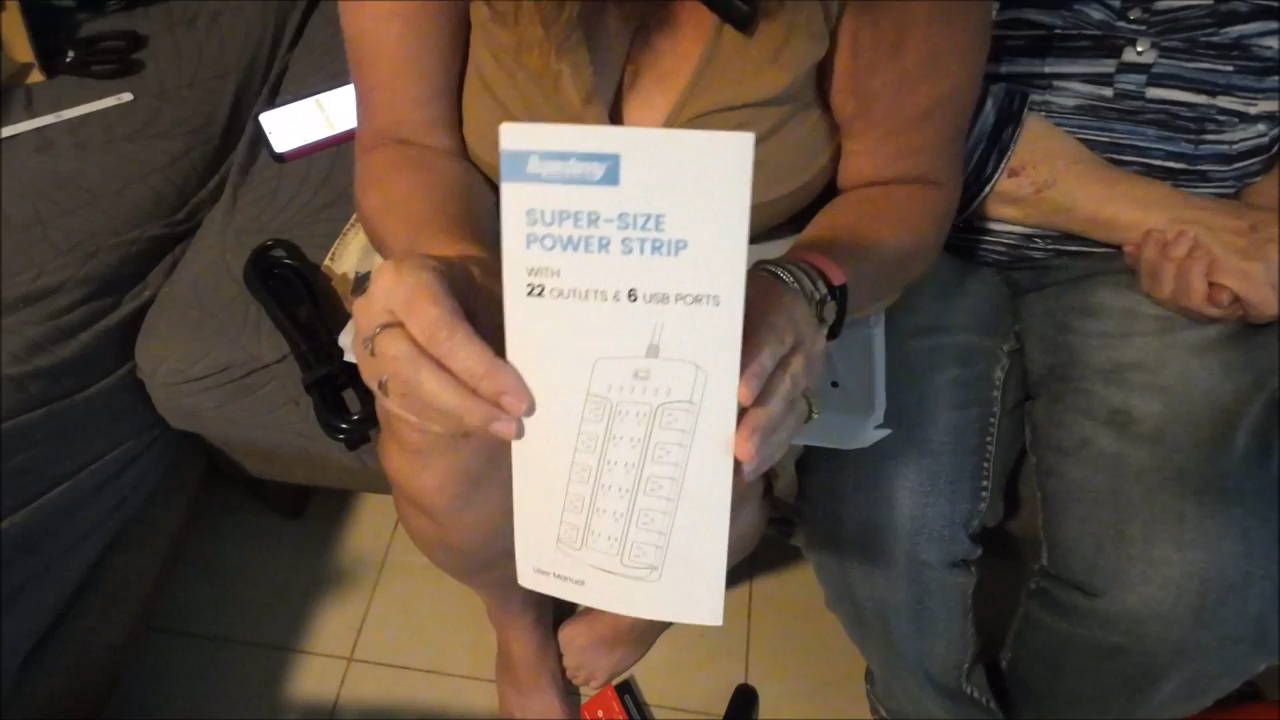 SUPER-SIZE
POWER STRIP
WITH
22 OUTLETS & 6 USB PORTS
User Manual